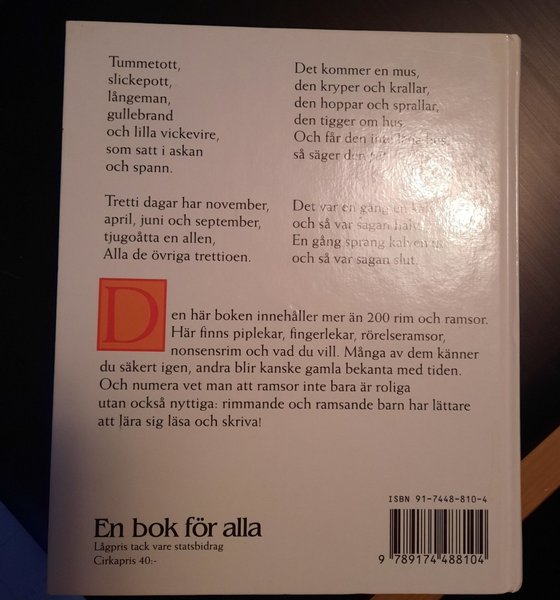 Tummetott,
slickepott,
långeman,
gullebrand
och lilla vickevire,
som satt i askan
och spann.
Det kommer en mus,
den kryper och krallar,
den hoppar och sprallar,
den tigger om hus.
Och får den
så säger den
Tretti dagar har november,
april, juni och september,
tjugoåtta en allen,
Alla de övriga trettioen.
Det var en gång en
och så var sagan halv.
En gång sprang kalven
och så var sagan slut.
Den här boken innehåller mer än 200 rim och ramsor.
Här finns piplekar, fingerlekar, rörelseramsor,
nonsensrim och vad du vill. Många av dem känner
du säkert igen, andra blir kanske gamla bekanta med tiden.
Och numera vet man att ramsor inte bara är roliga
utan också nyttiga: rimmande och ramsande barn har lättare
att lära sig läsa och skriva!
ISBN 91-7448-810-4
En bok för alla
Lågpris tack vare statsbidrag
Cirkapris 40:-
9 789174 488104